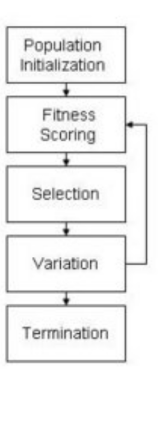 Population
Initialization
Fitness
Scoring
Selection
Variation
Termination